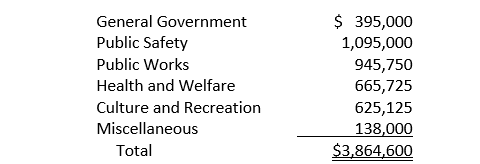 General Government $ 395,000
Public Safety 1,095,000
Public Works 945,750
Health and Welfare 665,725
Culture and Recreation 625,125
Miscellaneous 138,000
Total $3,864,600